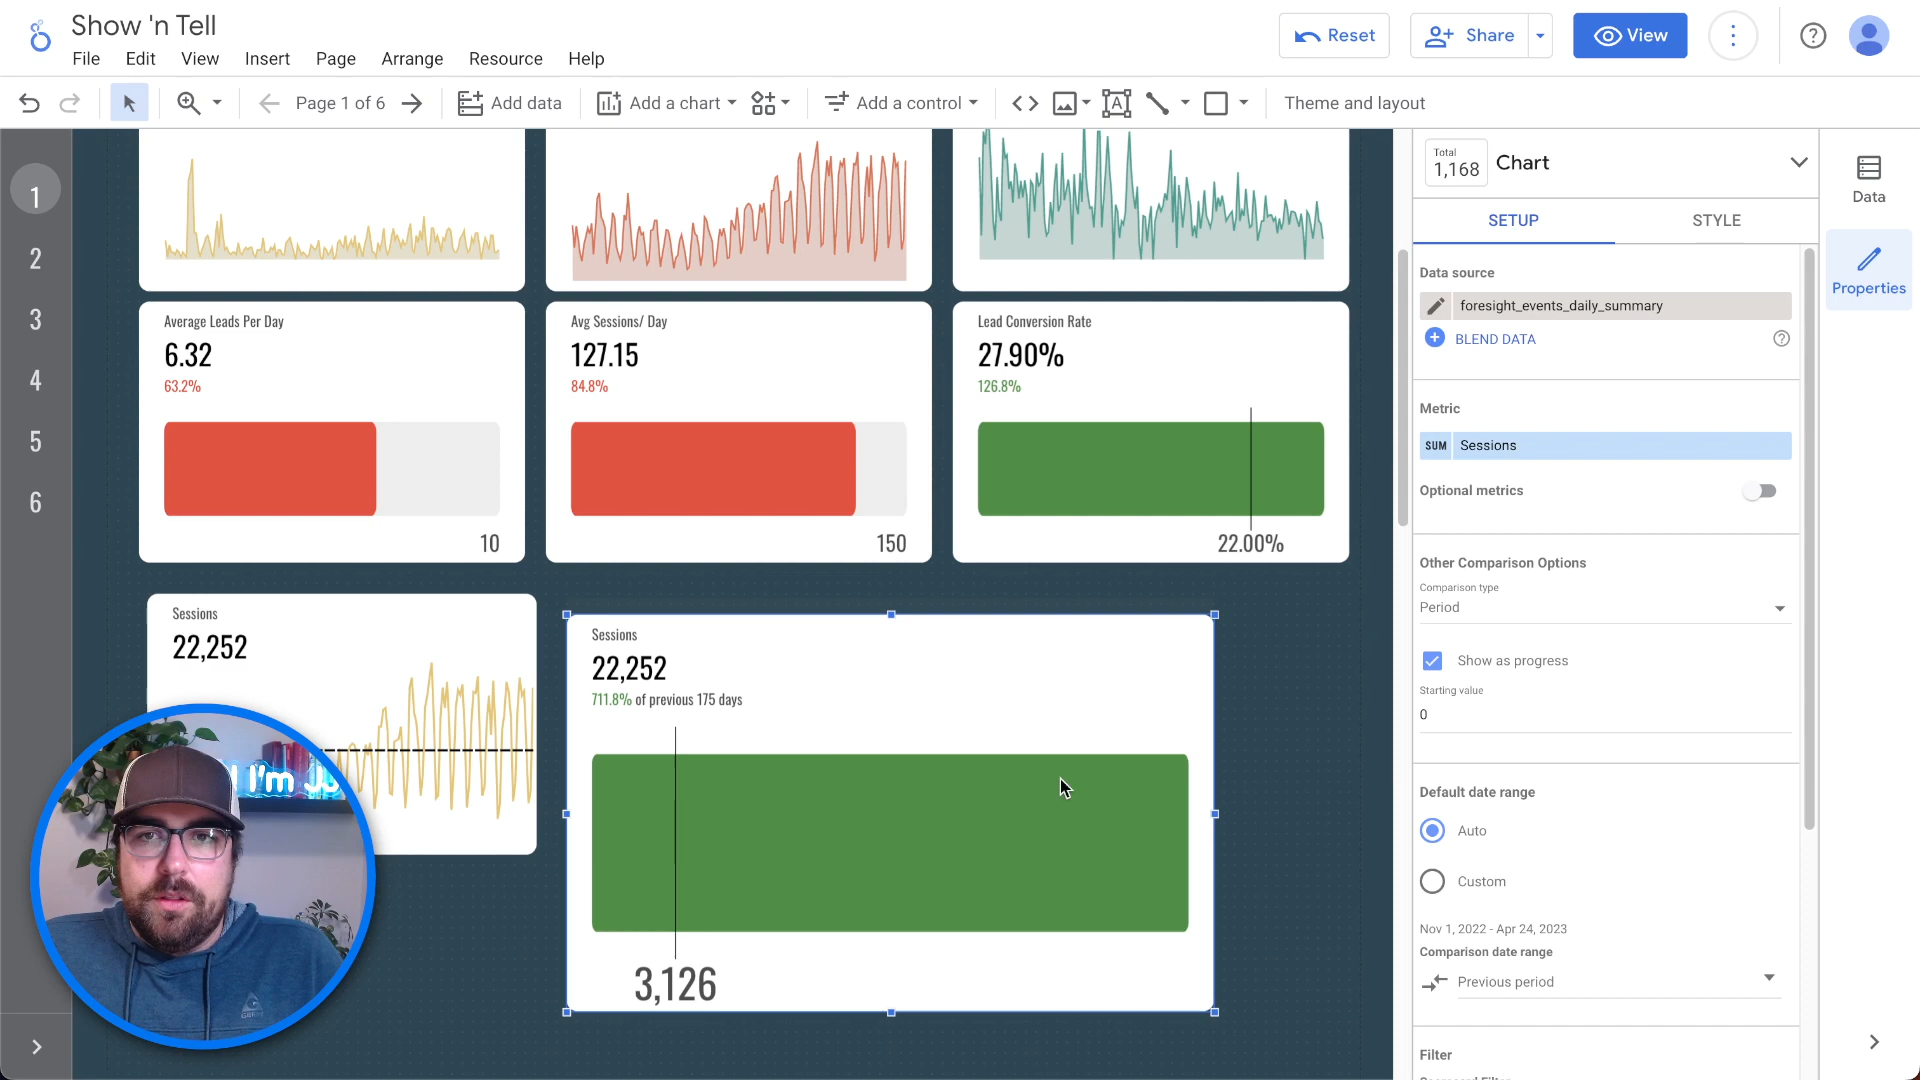 Show 'n Tell
Reset
Share
View
File
Edit
View
Insert
Page
Arrange
Resource
Help
Page 1 of 6
Add data
Add a chart
Add a control
Theme and layout
1
2
3
4
5
6
Average Leads Per Day
6.32
63.2%
10
Avg Sessions/ Day
127.15
84.8%
150
Lead Conversion Rate
27.90%
126.8%
22.00%
Sessions
22,252
Sessions
22,252
711.8% of previous 175 days
3,126
I'm
Total
1,168
Chart
SETUP
STYLE
Data source
foresight_events_daily_summary
BLEND DATA
Metric
SUM Sessions
Optional metrics
Other Comparison Options
Comparison type
Period
Show as progress
Starting value
0
Default date range
Auto
Custom
Nov 1, 2022 - Apr 24, 2023
Comparison date range
Previous period
Filter
Data
Properties